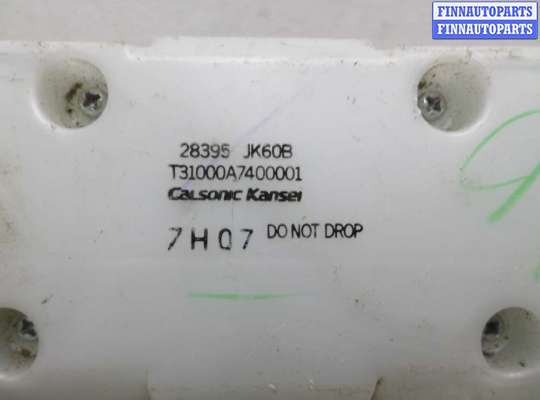 FINNAUTOPARTS
FINNAUTOPARTS
28395 JK60B
T31000A7400001
Calsonic Kansei
7H07 DO NOT DROP